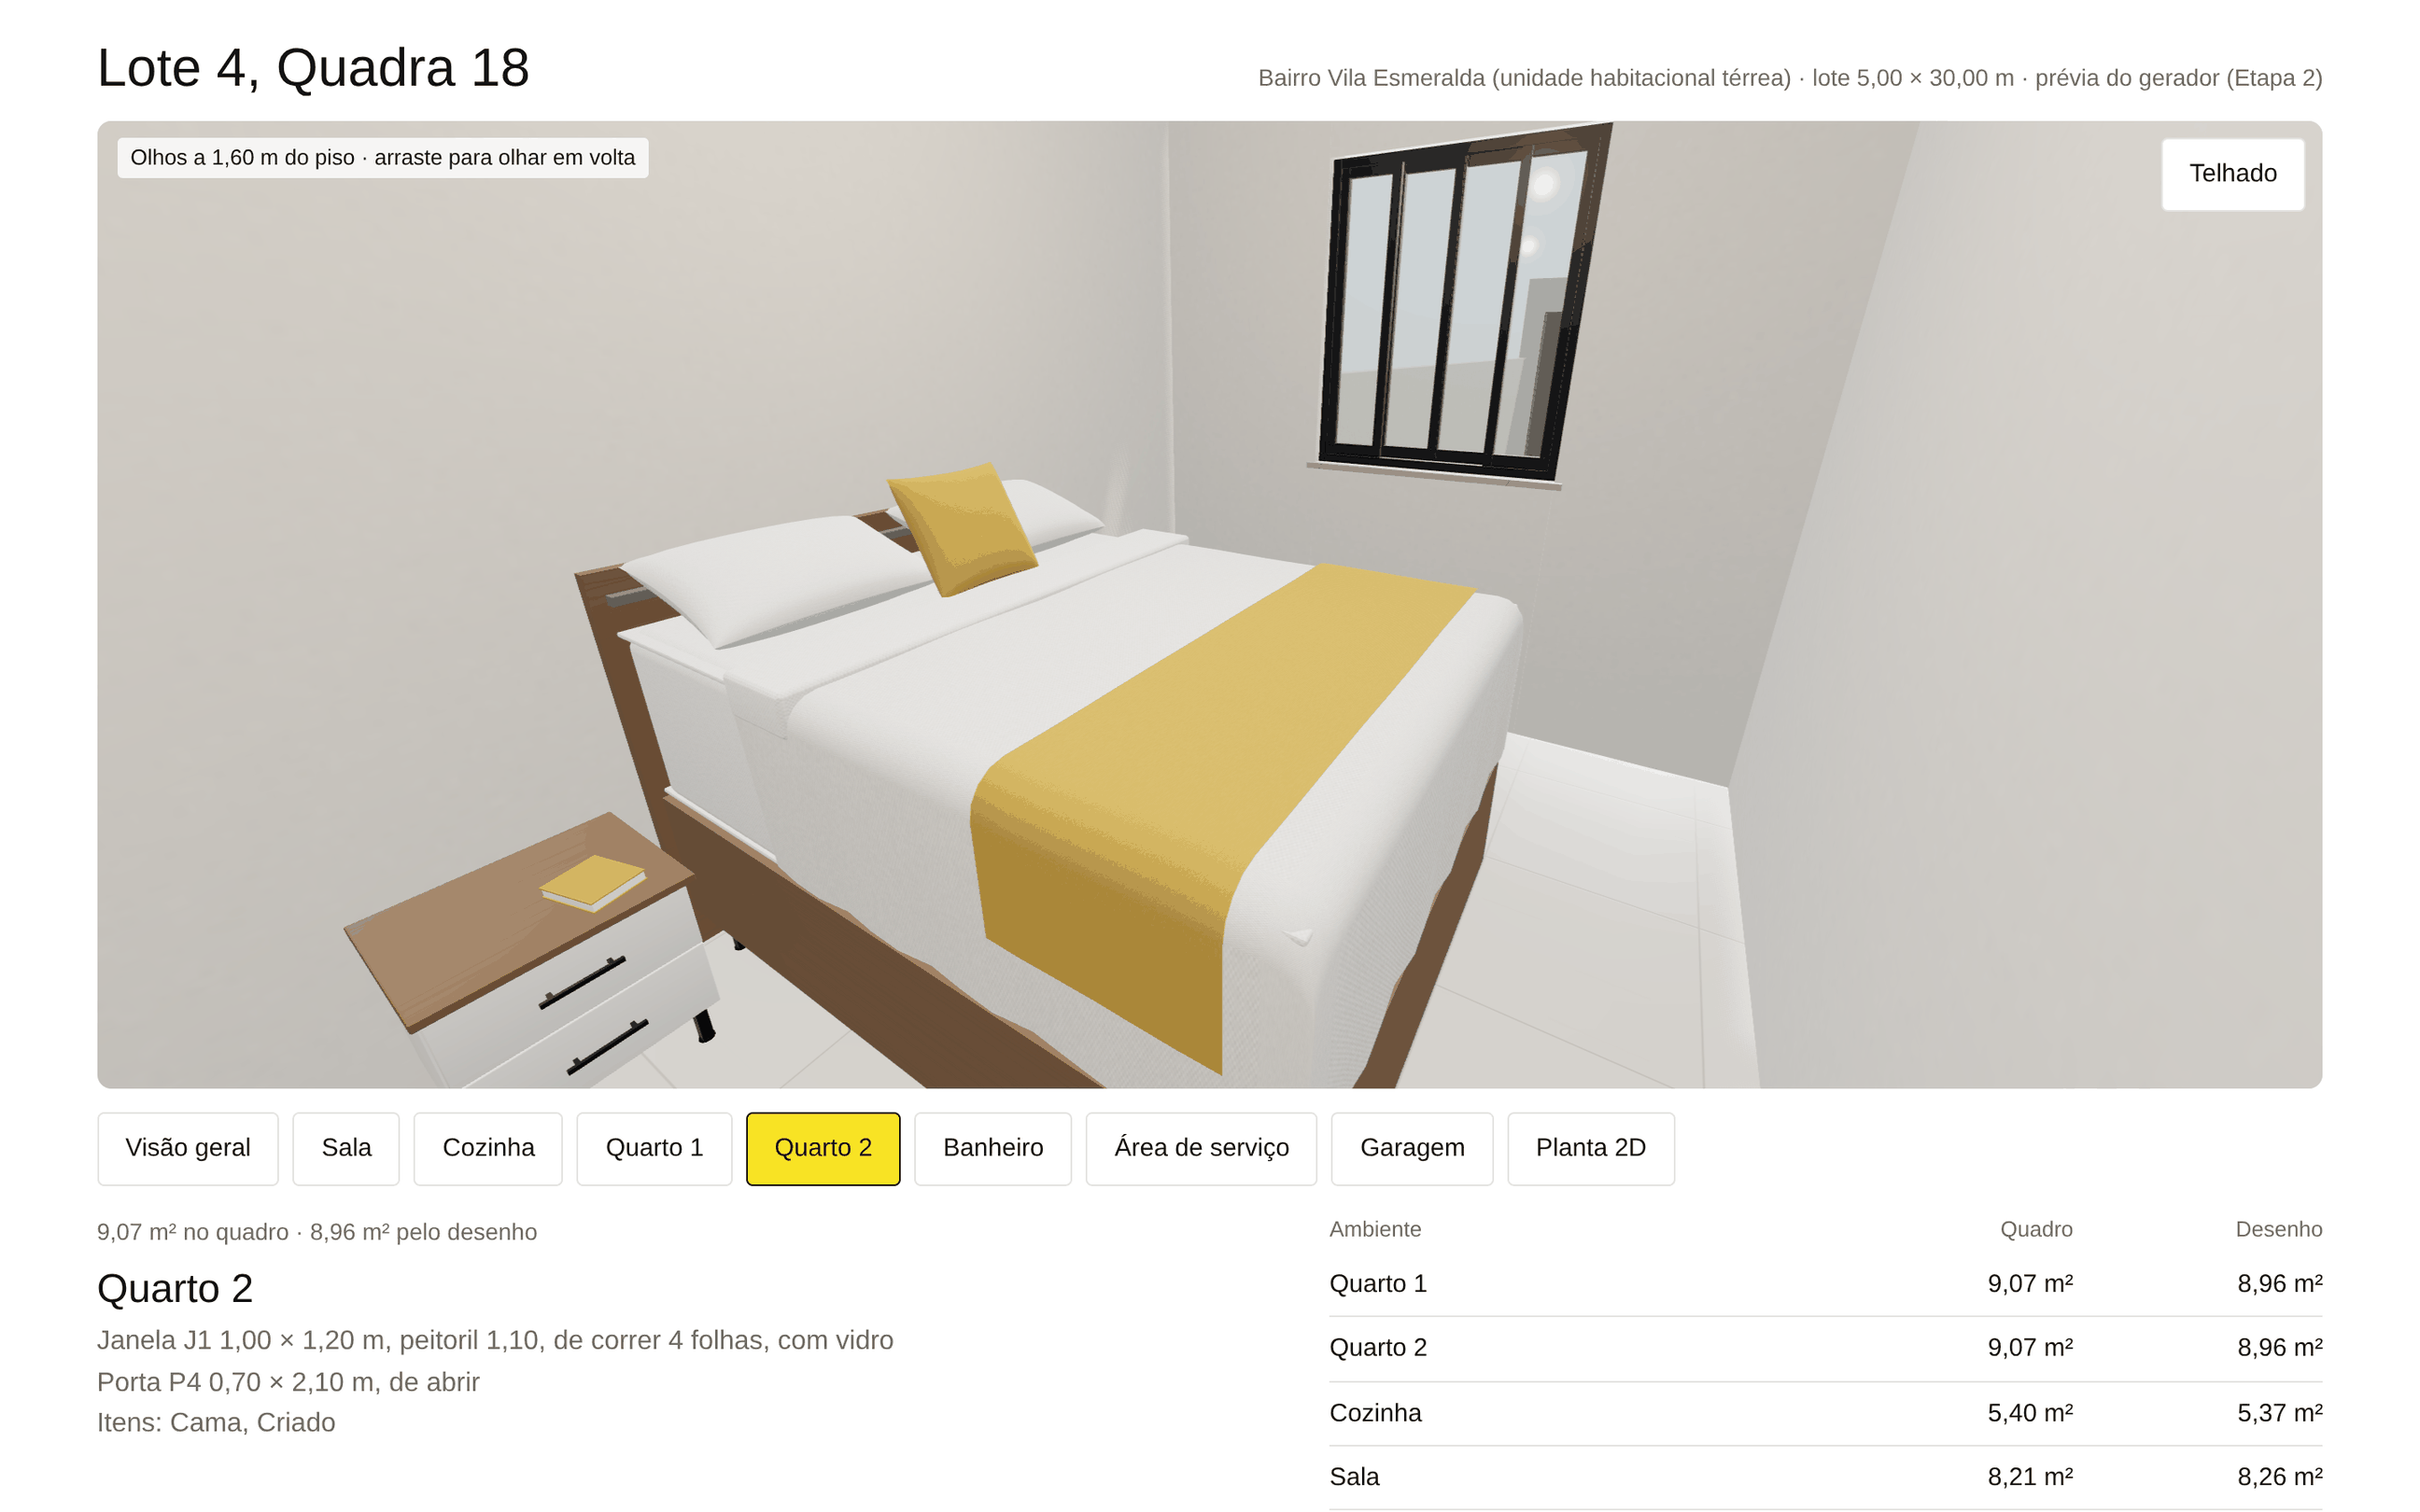 Lote 4, Quadra 18
Bairro Vila Esmeralda (unidade habitacional térrea) · lote 5,00 × 30,00 m · prévia do gerador (Etapa 2)
Olhos a 1,60 m do piso · arraste para olhar em volta
Telhado
Visão geral
Sala
Cozinha
Quarto 1
Quarto 2
Banheiro
Área de serviço
Garagem
Planta 2D
9,07 m² no quadro · 8,96 m² pelo desenho
Quarto 2
Janela J1 1,00 × 1,20 m, peitoril 1,10, de correr 4 folhas, com vidro
Porta P4 0,70 × 2,10 m, de abrir
Itens: Cama, Criado
Ambiente Quadro Desenho
Quarto 1 9,07 m² 8,96 m²
Quarto 2 9,07 m² 8,96 m²
Cozinha 5,40 m² 5,37 m²
Sala 8,21 m² 8,26 m²